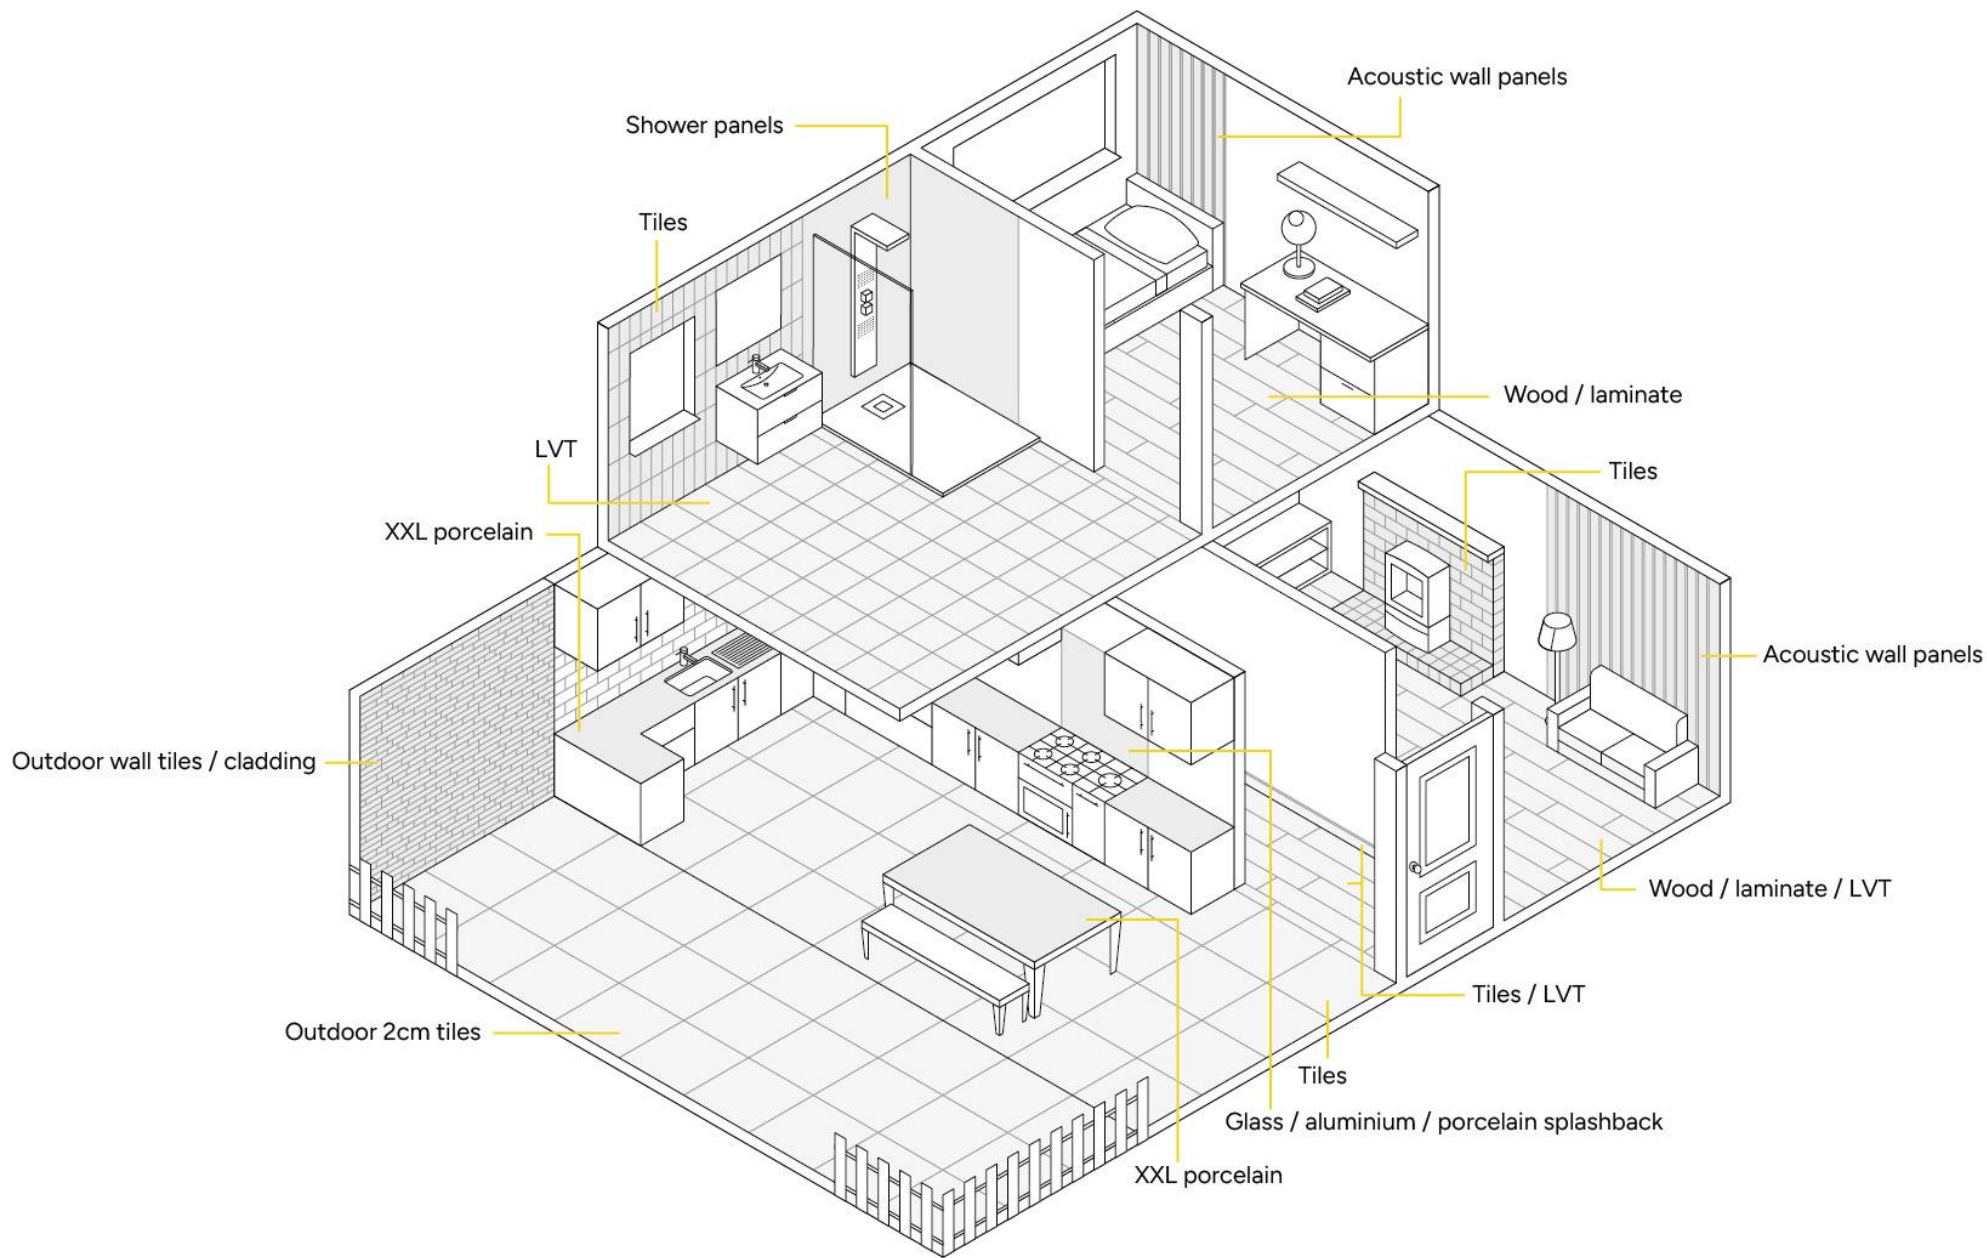 Acoustic wall panels
Shower panels
Tiles
Wood / laminate
LVT
Tiles
XXL porcelain
Acoustic wall panels
Outdoor wall tiles / cladding
Wood / laminate / LVT
Tiles / LVT
Outdoor 2cm tiles
Tiles
Glass / aluminium / porcelain splashback
XXL porcelain